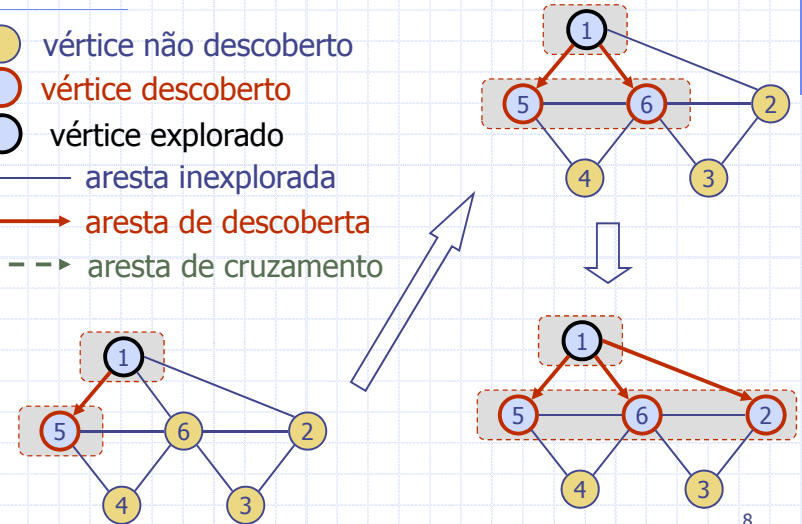 vértice não descoberto
vértice descoberto
vértice explorado
aresta inexplorada
aresta de descoberta
aresta de cruzamento
1
5 6 2
4 3
1
5 6 2
4 3
1
5 6 2
4 3
8